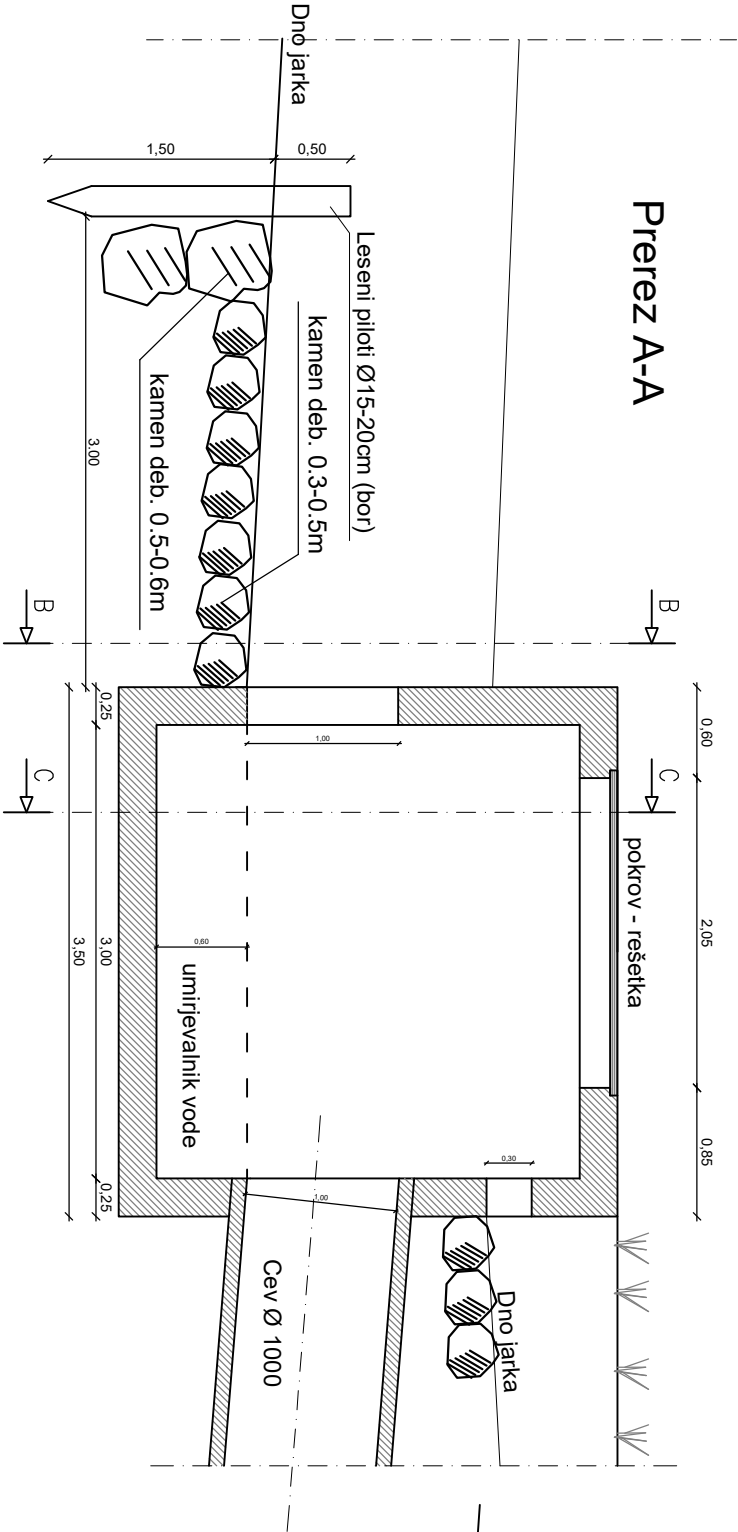 Prerez A-A
Dno jarka
1,50
0,50
Leseni piloti Ø15-20cm (bor)
kamen deb. 0.3-0.5m
kamen deb. 0.5-0.6m
3.00
B
B
C
C
0,60
2,05
0,85
pokrov - rešetka
1,00
0,60
umirjevalnik vode
0,30
1,00
Dno jarka
Cev Ø 1000
0,25
3,00
0,25
3,50